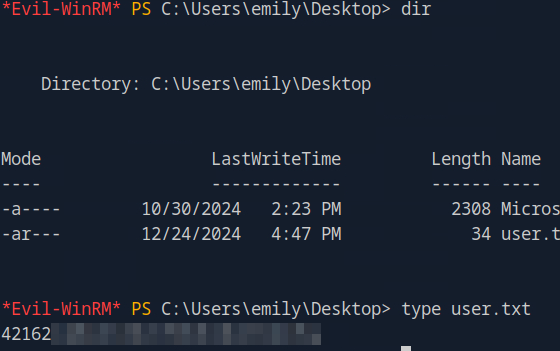 *Evil-WinRM* PS C:\Users\emily\Desktop> dir
Directory: C:\Users\emily\Desktop
Mode LastWriteTime Length Name
---- ------------- ------ ----
-a---- 10/30/2024 2:23 PM 2308 Micros
-ar--- 12/24/2024 4:47 PM 34 user.t
*Evil-WinRM* PS C:\Users\emily\Desktop> type user.txt
42162